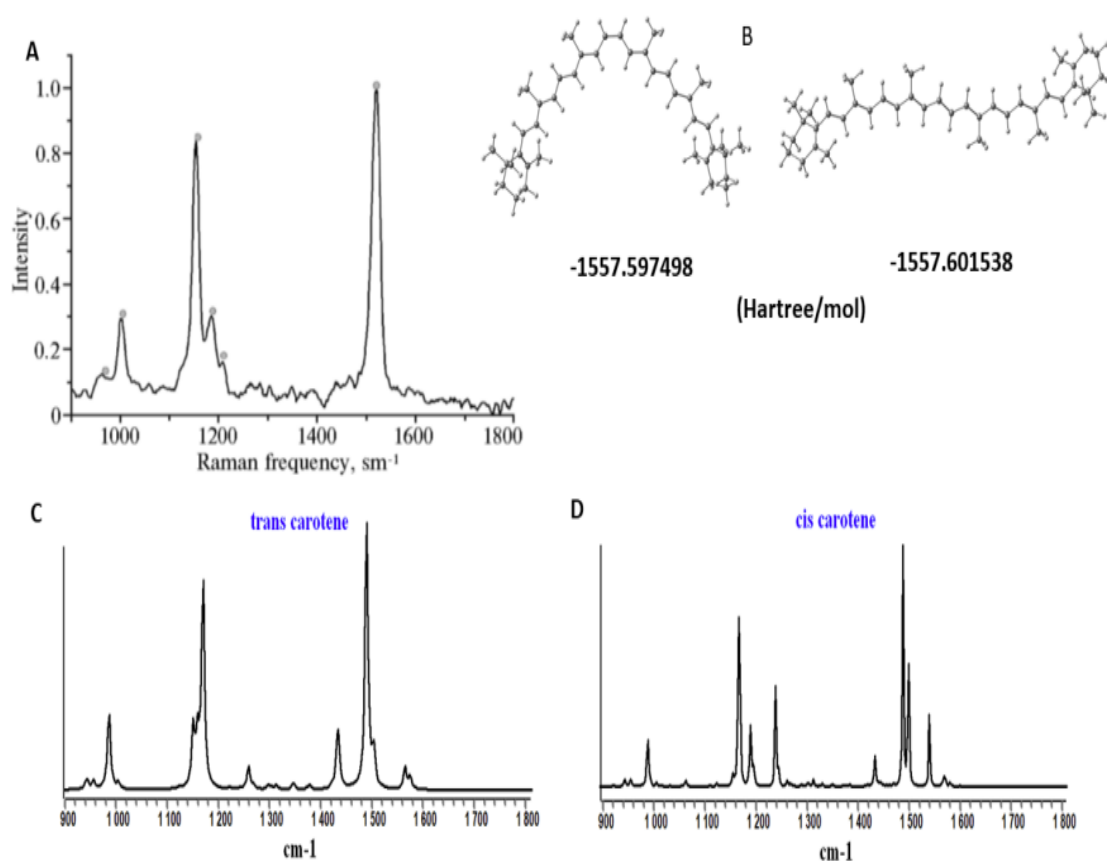 A
B
1.0
0.8
0.6
0.4
0.2
0
Intensity
1000 1200 1400 1600 1800
Raman frequency, sm⁻¹
-1557.597498
-1557.601538
(Hartree/mol)
C
trans carotene
900 1 000 1 100 1 200 1 300 1 400 1 500 1 600 1 700 1 800
cm-1
D
cis carotene
900 1 000 1 100 1 200 1 300 1 400 1 500 1 600 1 700 1 800
cm-1